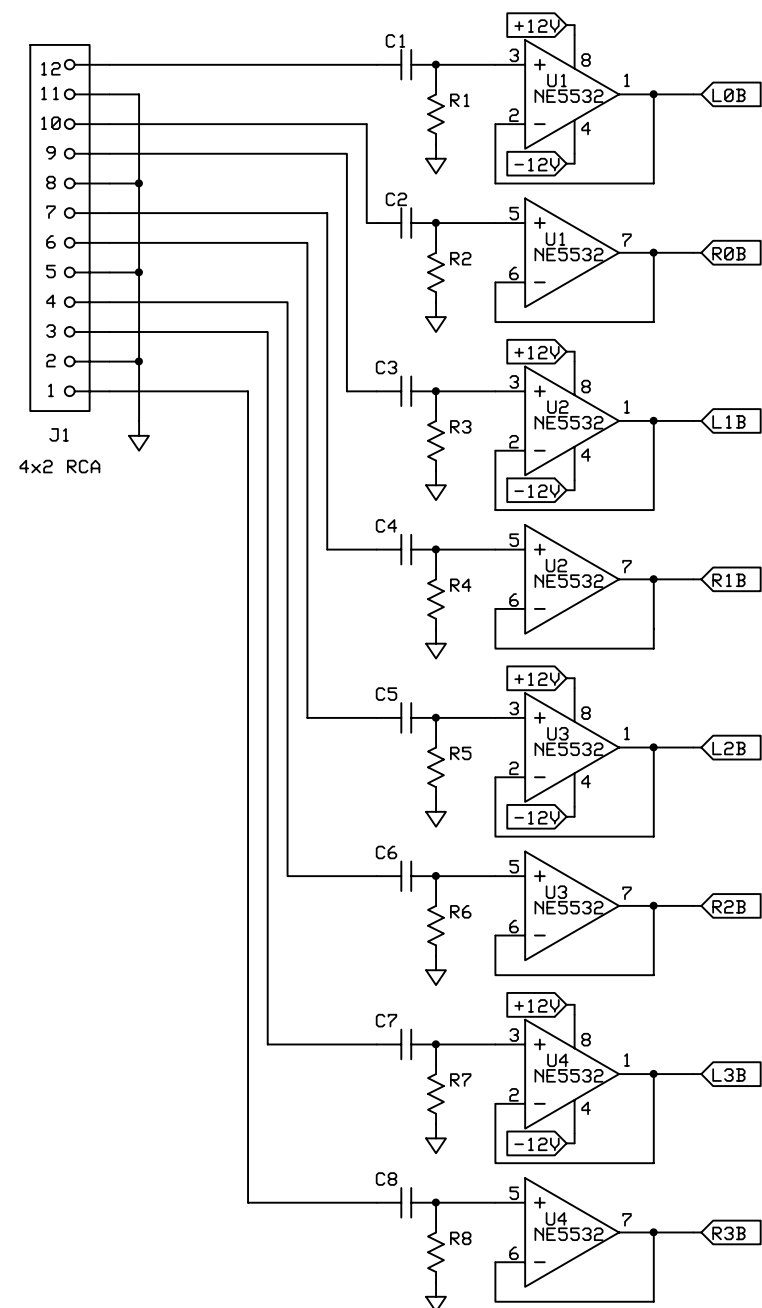 12
11
10
9
8
7
6
5
4
3
2
1
J1
4x2 RCA
C1
R1
+12V
3
8
+
U1
NE5532
1
2
−
4
-12V
L0B
C2
R2
5
+
U1
NE5532
7
6
−
R0B
C3
R3
+12V
3
8
+
U2
NE5532
1
2
−
4
-12V
L1B
C4
R4
5
+
U2
NE5532
7
6
−
R1B
C5
R5
+12V
3
8
+
U3
NE5532
1
2
−
4
-12V
L2B
C6
R6
5
+
U3
NE5532
7
6
−
R2B
C7
R7
+12V
3
8
+
U4
NE5532
1
2
−
4
-12V
L3B
C8
R8
5
+
U4
NE5532
7
6
−
R3B